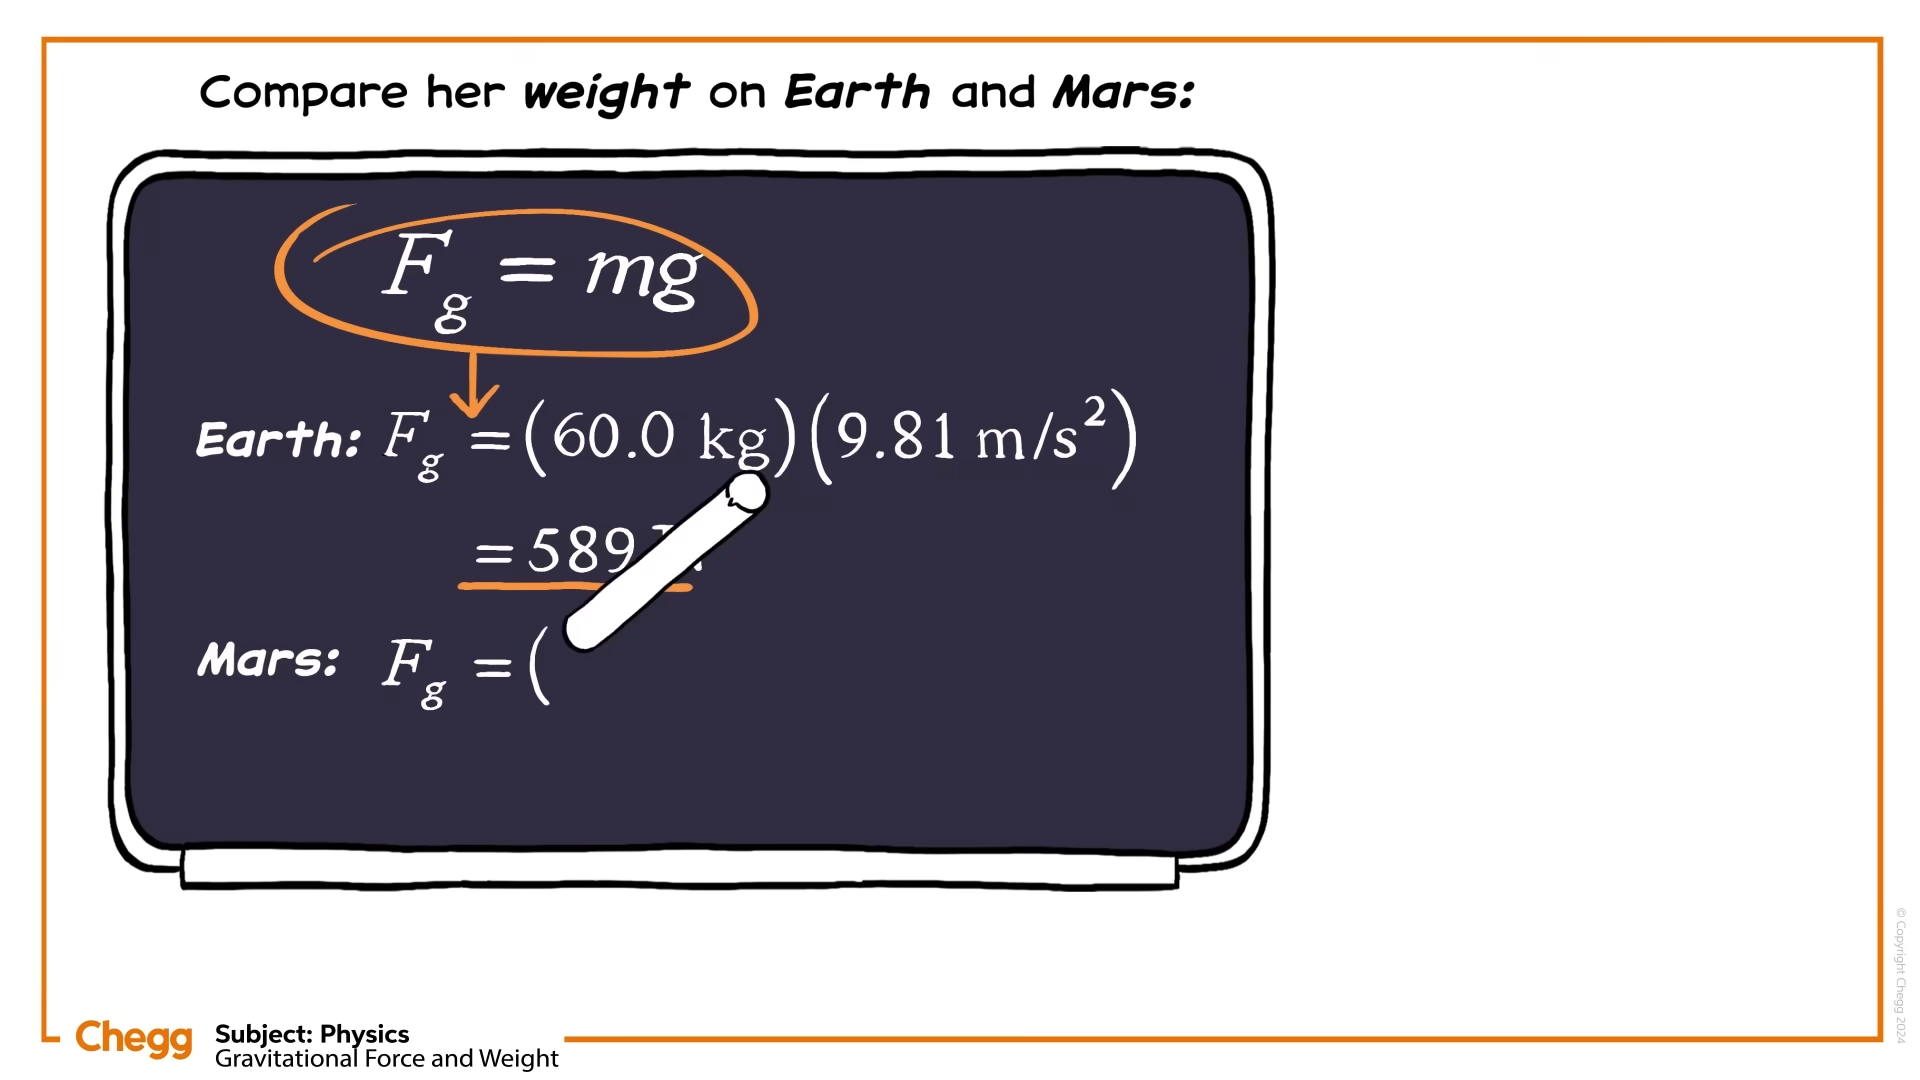 Compare her weight on Earth and Mars:
F_g = mg
Earth: F_g = (60.0 kg)(9.81 m/s²)
= 589
Mars: F_g = (
Chegg
Subject: Physics
Gravitational Force and Weight
© Copyright Chegg 2024